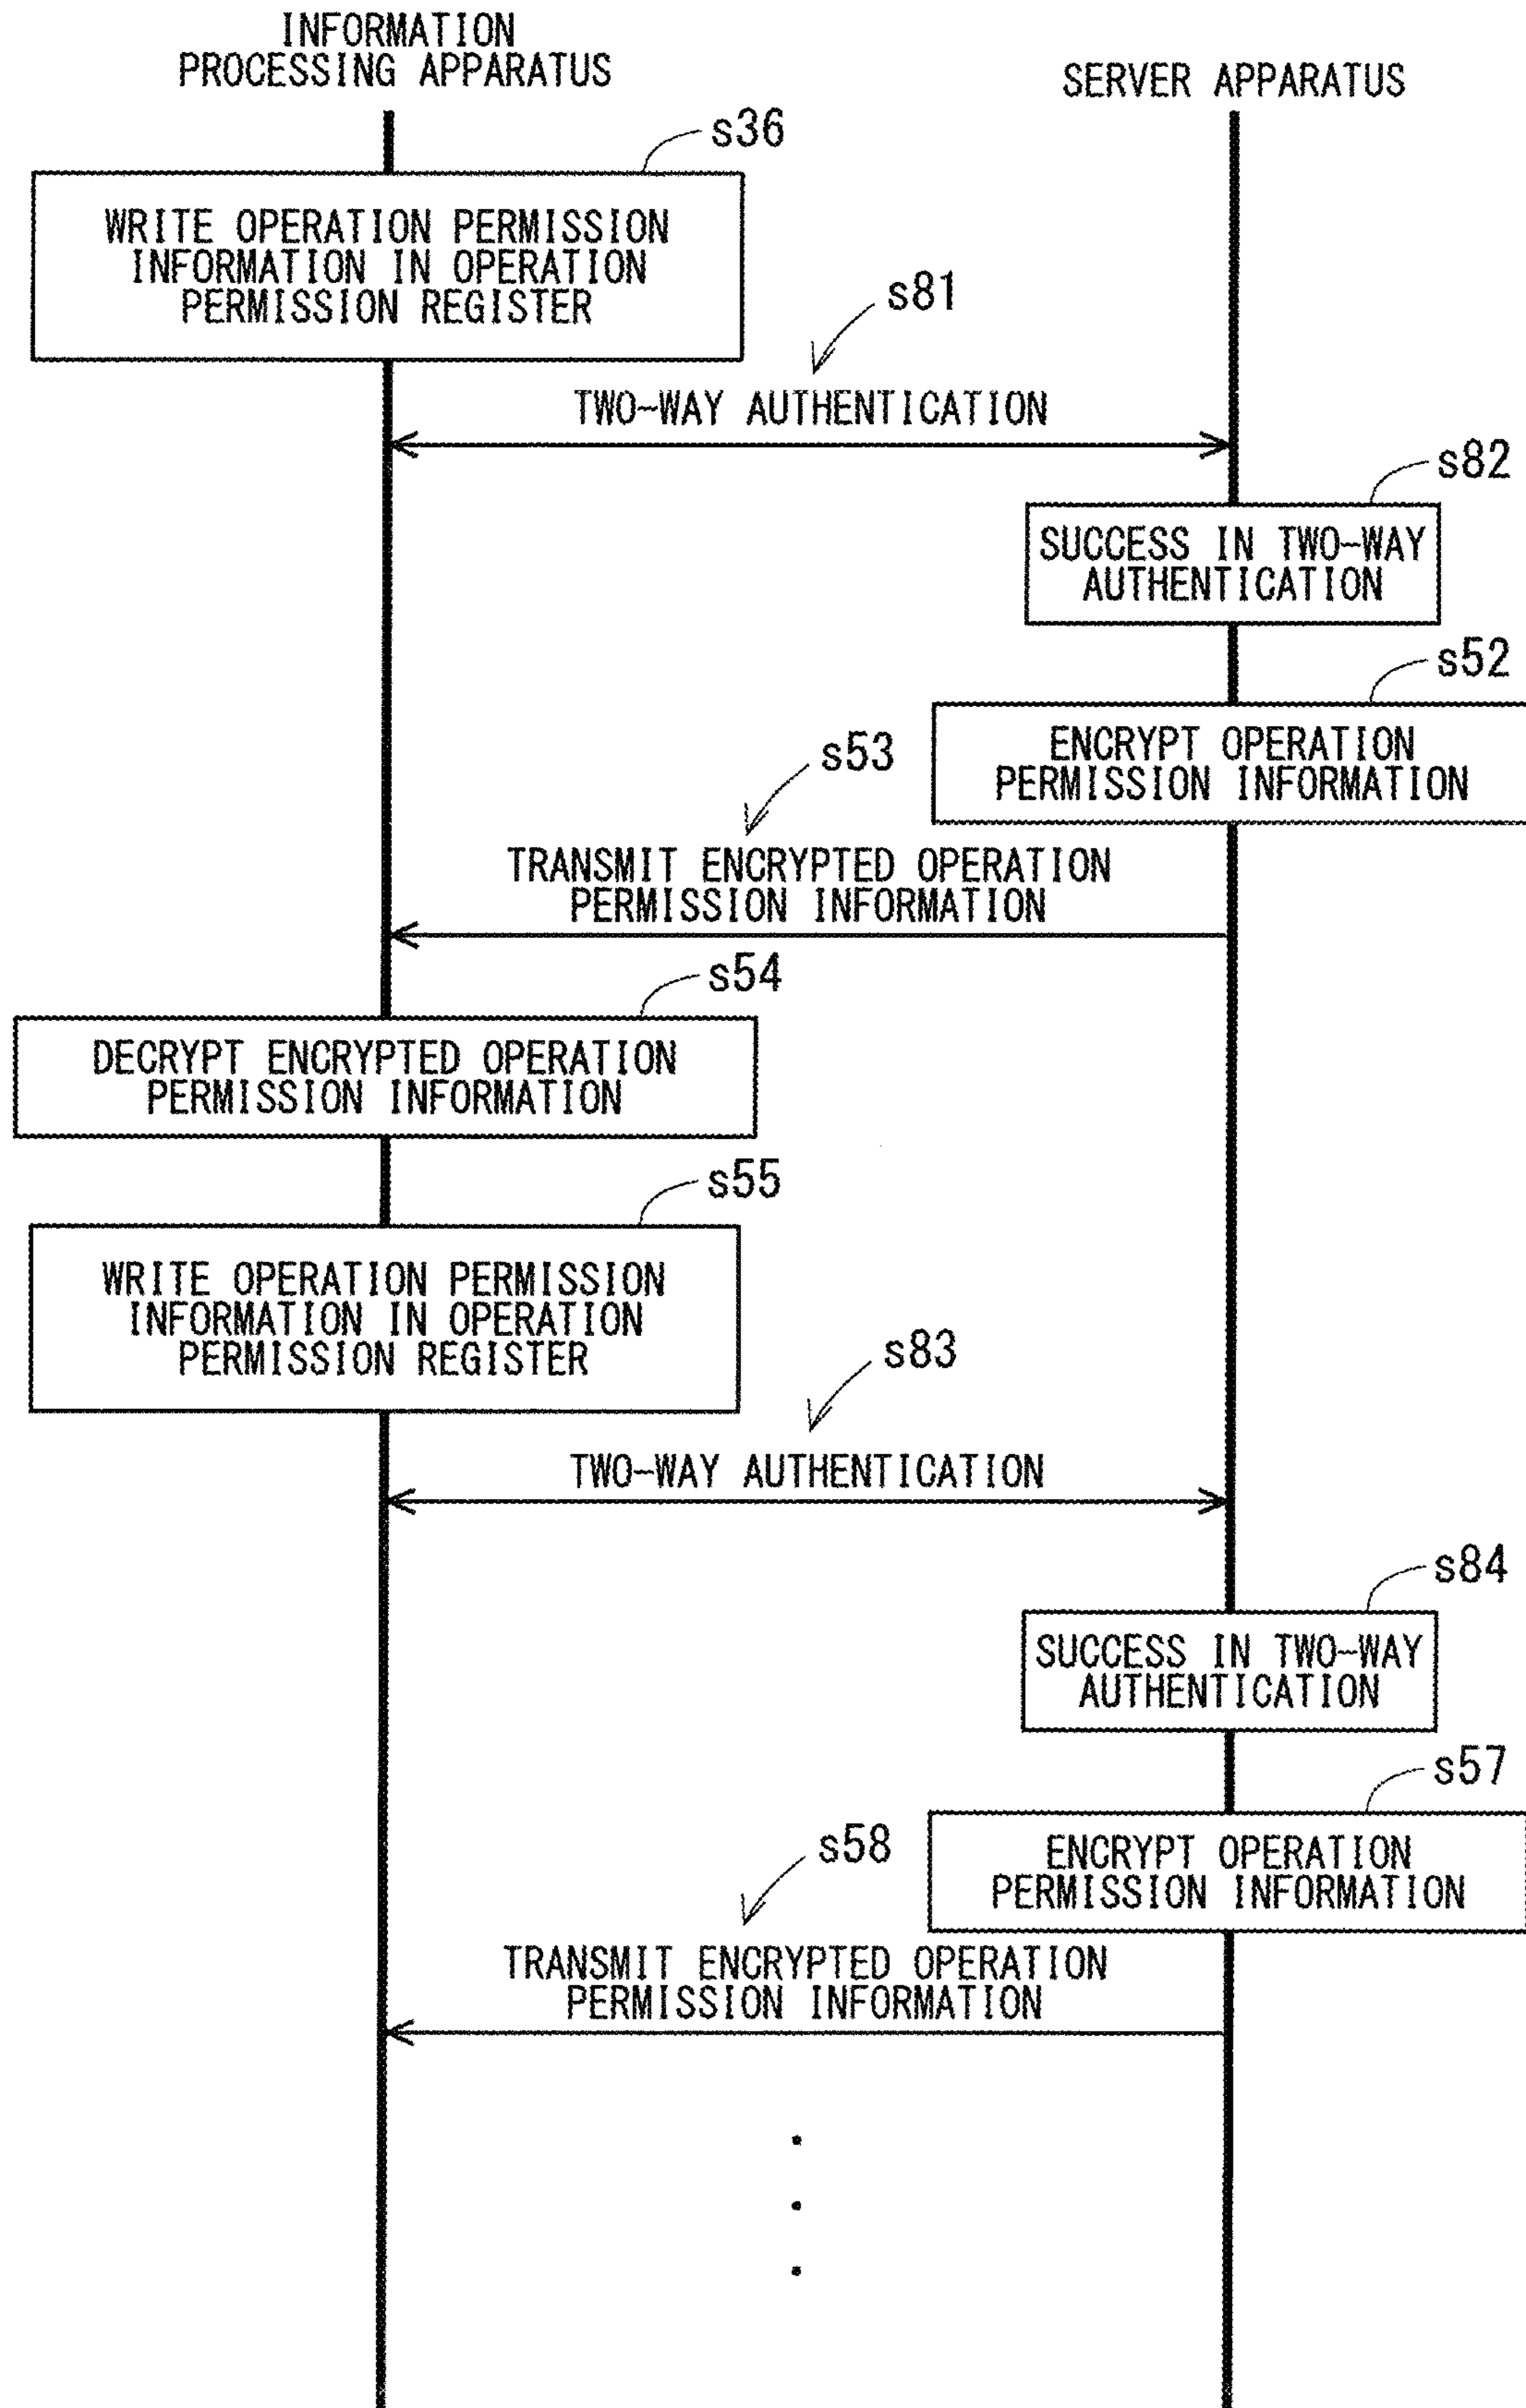 INFORMATION
PROCESSING APPARATUS
SERVER APPARATUS
s36
WRITE OPERATION PERMISSION
INFORMATION IN OPERATION
PERMISSION REGISTER
s81
TWO-WAY AUTHENTICATION
s82
SUCCESS IN TWO-WAY
AUTHENTICATION
s52
ENCRYPT OPERATION
PERMISSION INFORMATION
s53
TRANSMIT ENCRYPTED OPERATION
PERMISSION INFORMATION
s54
DECRYPT ENCRYPTED OPERATION
PERMISSION INFORMATION
s55
WRITE OPERATION PERMISSION
INFORMATION IN OPERATION
PERMISSION REGISTER
s83
TWO-WAY AUTHENTICATION
s84
SUCCESS IN TWO-WAY
AUTHENTICATION
s57
ENCRYPT OPERATION
PERMISSION INFORMATION
s58
TRANSMIT ENCRYPTED OPERATION
PERMISSION INFORMATION